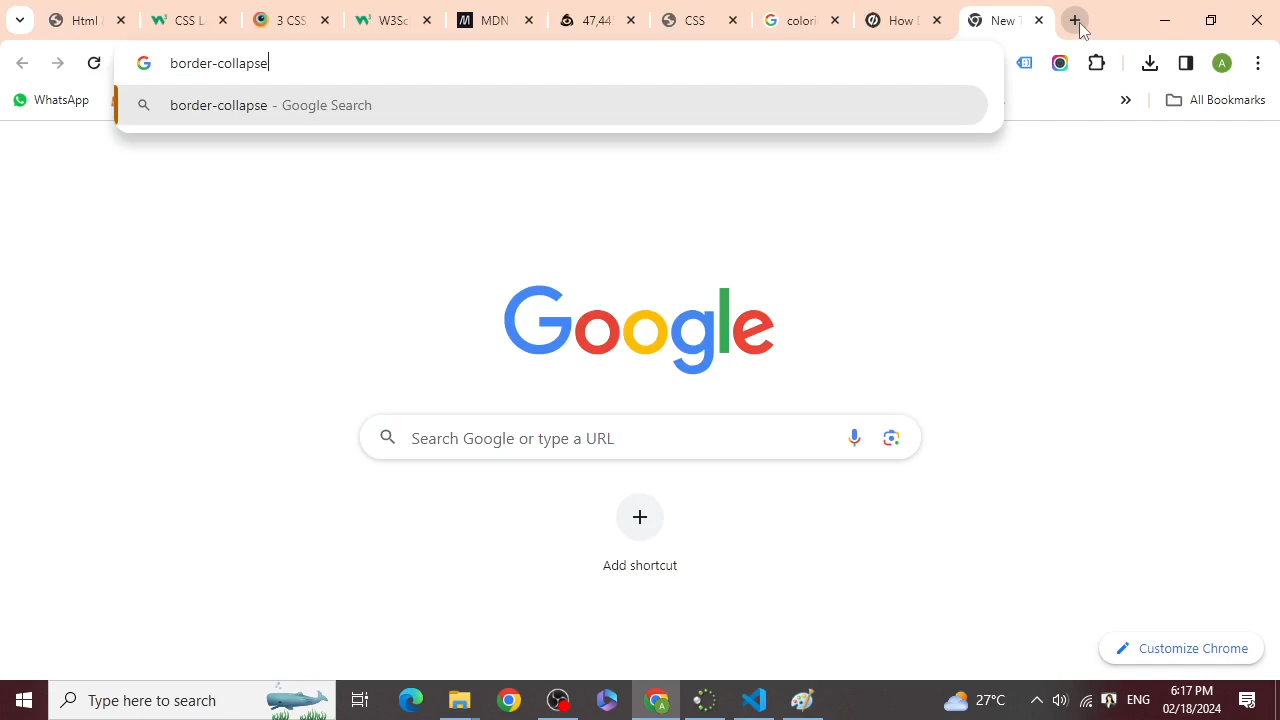 Html
CSS L
3 CSS
W3Sc
MDN
47,44
CSS
colori
How
New T
border-collapse
border-collapse - Google Search
WhatsApp
All Bookmarks
Google
Search Google or type a URL
Add shortcut
Customize Chrome
Type here to search
27°C
ENG
6:17 PM
02/18/2024